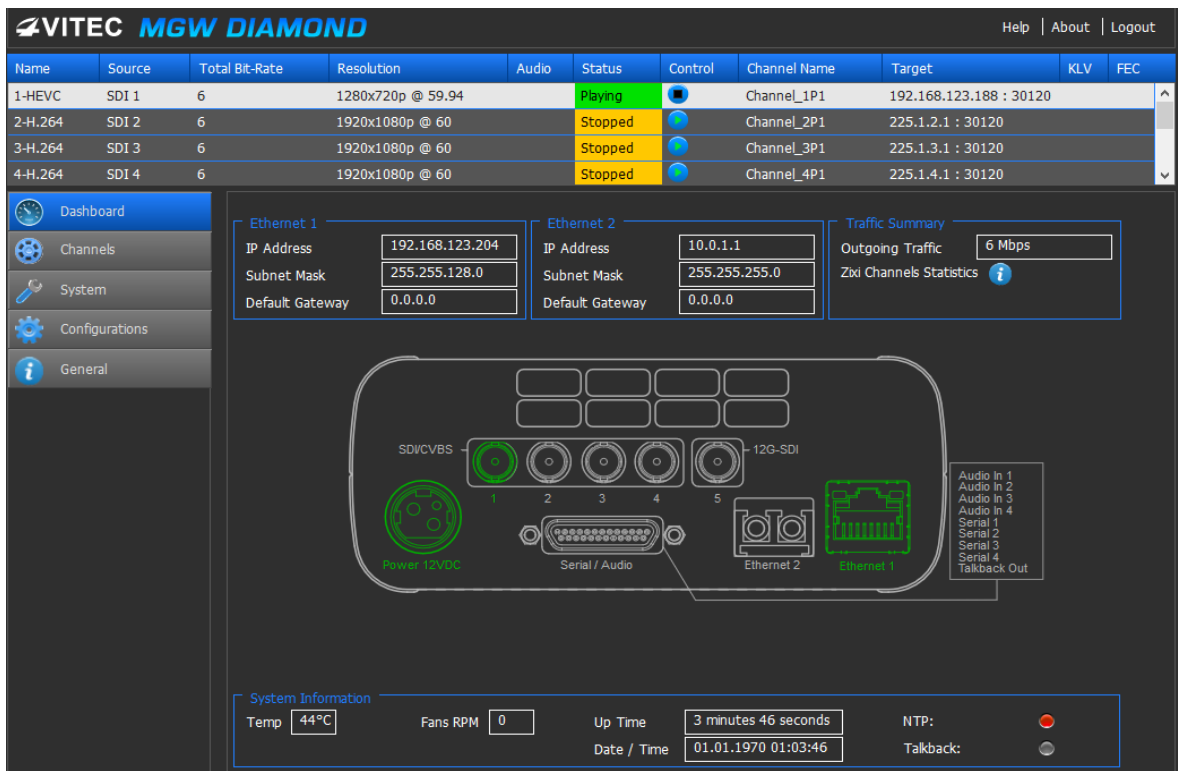 VITEC MGW DIAMOND Help | About | Logout
Name Source Total Bit-Rate Resolution Audio Status Control Channel Name Target KLV FEC
1-HEVC SDI 1 6 1280x720p @ 59.94 Playing Channel_1P1 192.168.123.188 : 30120
2-H.264 SDI 2 6 1920x1080p @ 60 Stopped Channel_2P1 225.1.2.1 : 30120
3-H.264 SDI 3 6 1920x1080p @ 60 Stopped Channel_3P1 225.1.3.1 : 30120
4-H.264 SDI 4 6 1920x1080p @ 60 Stopped Channel_4P1 225.1.4.1 : 30120
Dashboard
Channels
System
Configurations
General
Ethernet 1
IP Address 192.168.123.204
Subnet Mask 255.255.128.0
Default Gateway 0.0.0.0
Ethernet 2
IP Address 10.0.1.1
Subnet Mask 255.255.255.0
Default Gateway 0.0.0.0
Traffic Summary
Outgoing Traffic 6 Mbps
Zixi Channels Statistics
SDI/CVBS 12G-SDI
1 2 3 4 5
Power 12VDC Serial / Audio Ethernet 2 Ethernet 1
Audio In 1
Audio In 2
Audio In 3
Audio In 4
Serial 1
Serial 2
Serial 3
Serial 4
Talkback Out
System Information
Temp 44°C Fans RPM 0 Up Time 3 minutes 46 seconds NTP:
Date / Time 01.01.1970 01:03:46 Talkback: